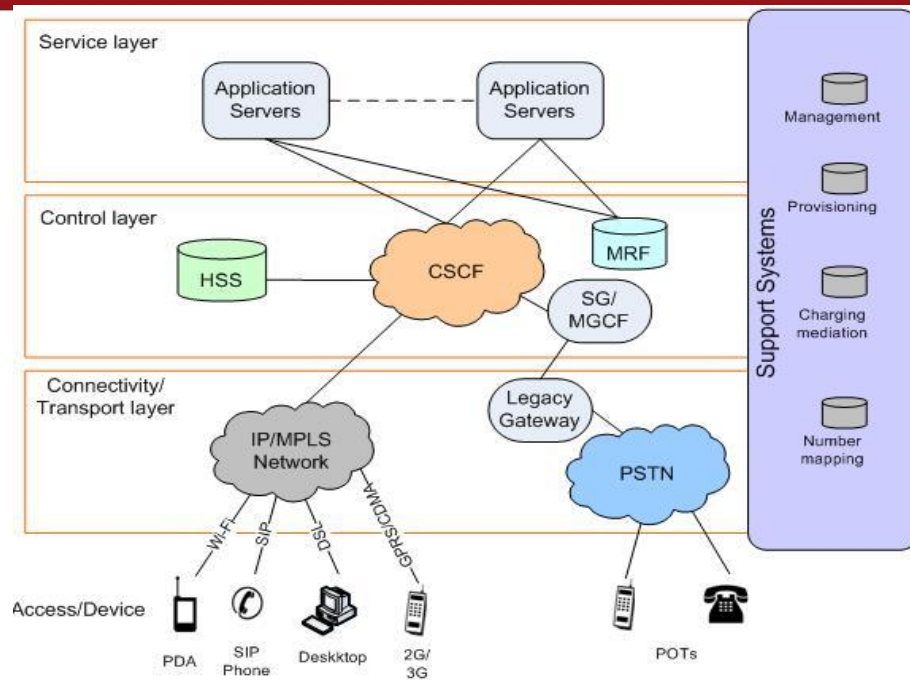 Service layer
Application
Servers
Application
Servers
Control layer
HSS
CSCF
MRF
SG/
MGCF
Connectivity/
Transport layer
Legacy
Gateway
IP/MPLS
Network
PSTN
Wi-Fi
SIP
DSL
GPRS/CDMA
Access/Device
PDA
SIP
Phone
Deskktop
2G/
3G
POTs
Support Systems
Management
Provisioning
Charging
mediation
Number
mapping